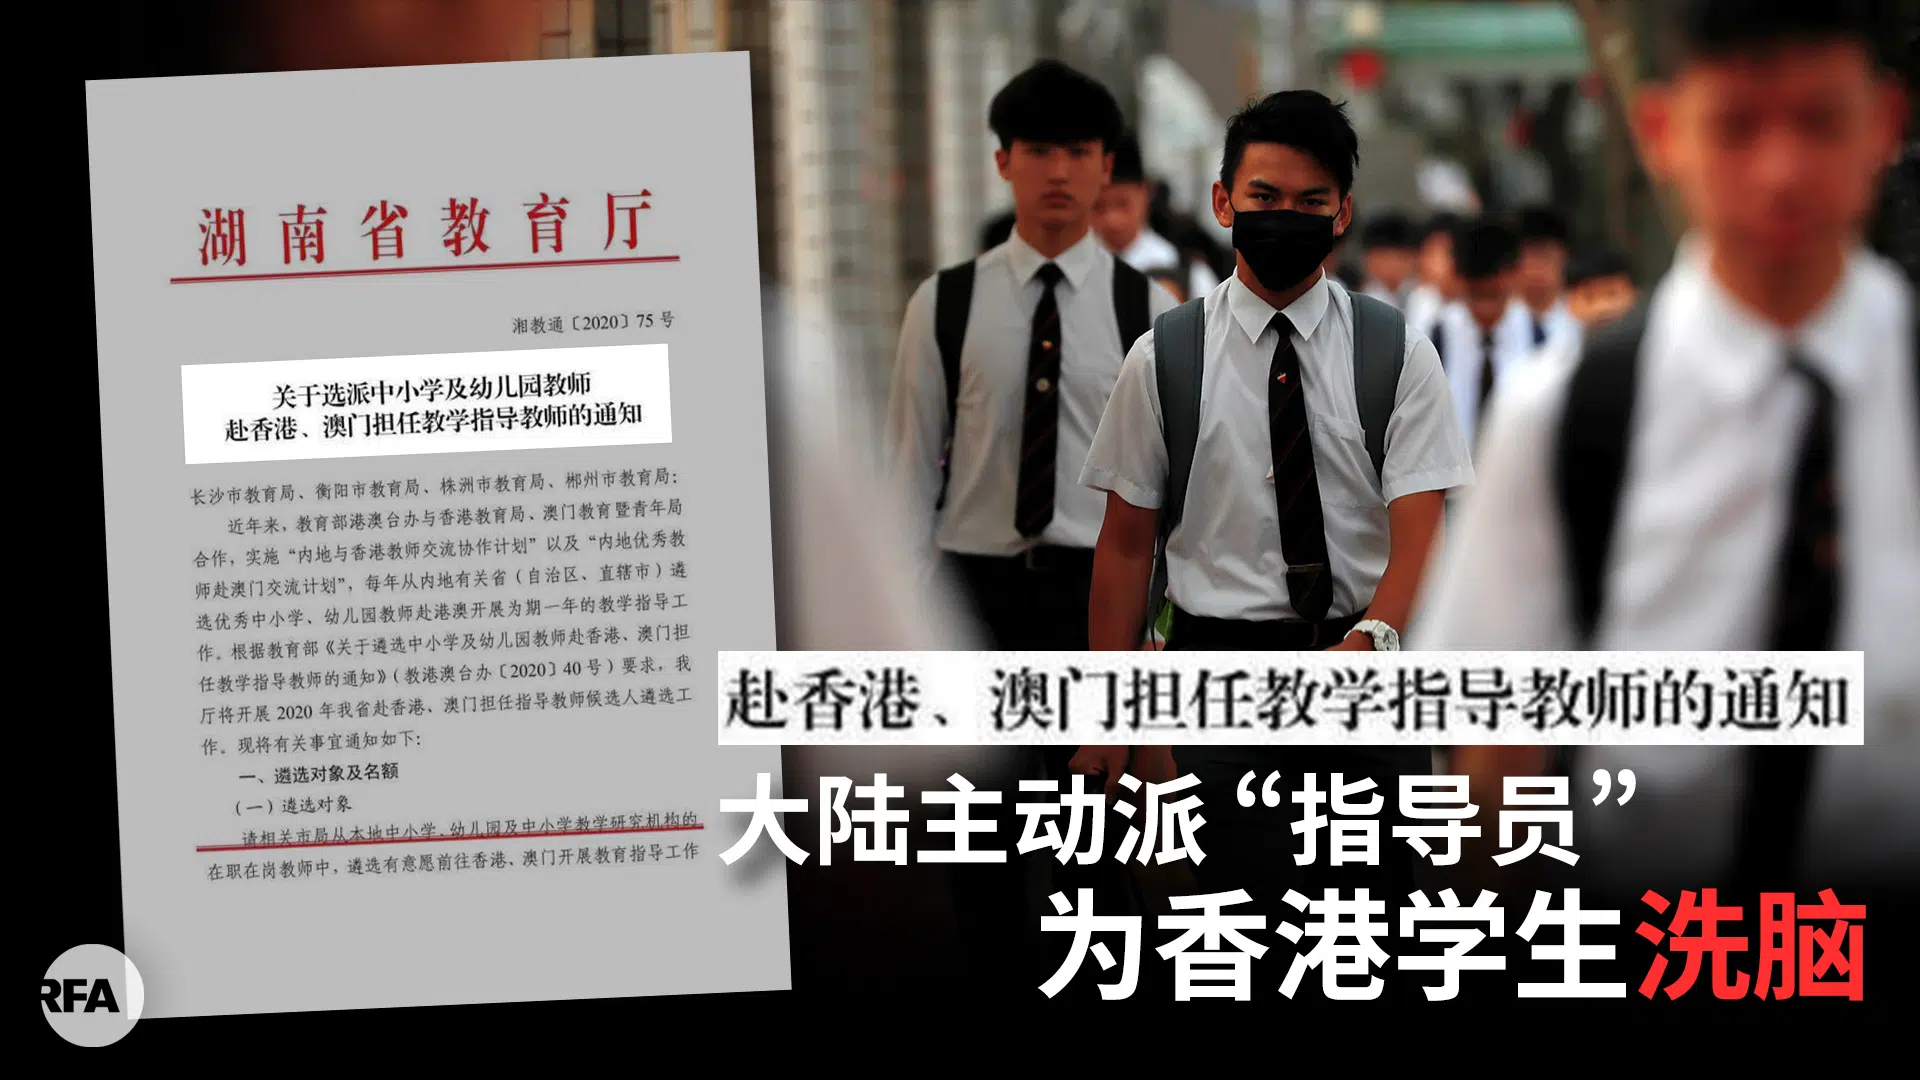 湖南省教育厅
湘教通〔2020〕75 号
关于选派中小学及幼儿园教师
赴香港、澳门担任教学指导教师的通知
长沙市教育局、衡阳市教育局、株洲市教育局、郴州市教育局：
近年来，教育部港澳台办与香港教育局、澳门教育暨青年局
合作，实施“内地与香港教师交流协作计划”以及“内地优秀教
师赴澳门交流计划”，每年从内地有关省（自治区、直辖市）遴
选优秀中小学、幼儿园教师赴港澳开展为期一年的教学指导工
作。根据教育部《关于遴选中小学及幼儿园教师赴香港、澳门担
任教学指导教师的通知》（教港澳台办〔2020〕40 号）要求，我
厅将开展 2020 年我省赴香港、澳门担任指导教师候选人遴选工
作。现将有关事宜通知如下：
一、遴选对象及名额
（一）遴选对象
请相关市局从本地中小学、幼儿园及中小学教学研究机构的
在职在岗教师中，遴选有意愿前往香港、澳门开展教育指导工作
赴香港、澳门担任教学指导教师的通知
大陆主动派“指导员”
为香港学生洗脑
RFA